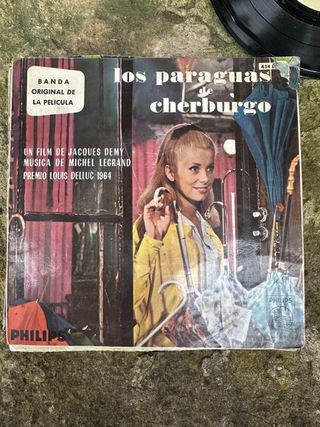 BANDA
ORIGINAL DE
LA PELICULA
los paraguas
de
cherburgo
UN FILM DE JACQUES DEMY
MUSICA DE MICHEL LEGRAND
PREMIO LOUIS DELLUC 1964
PHILIPS
PHILIPS